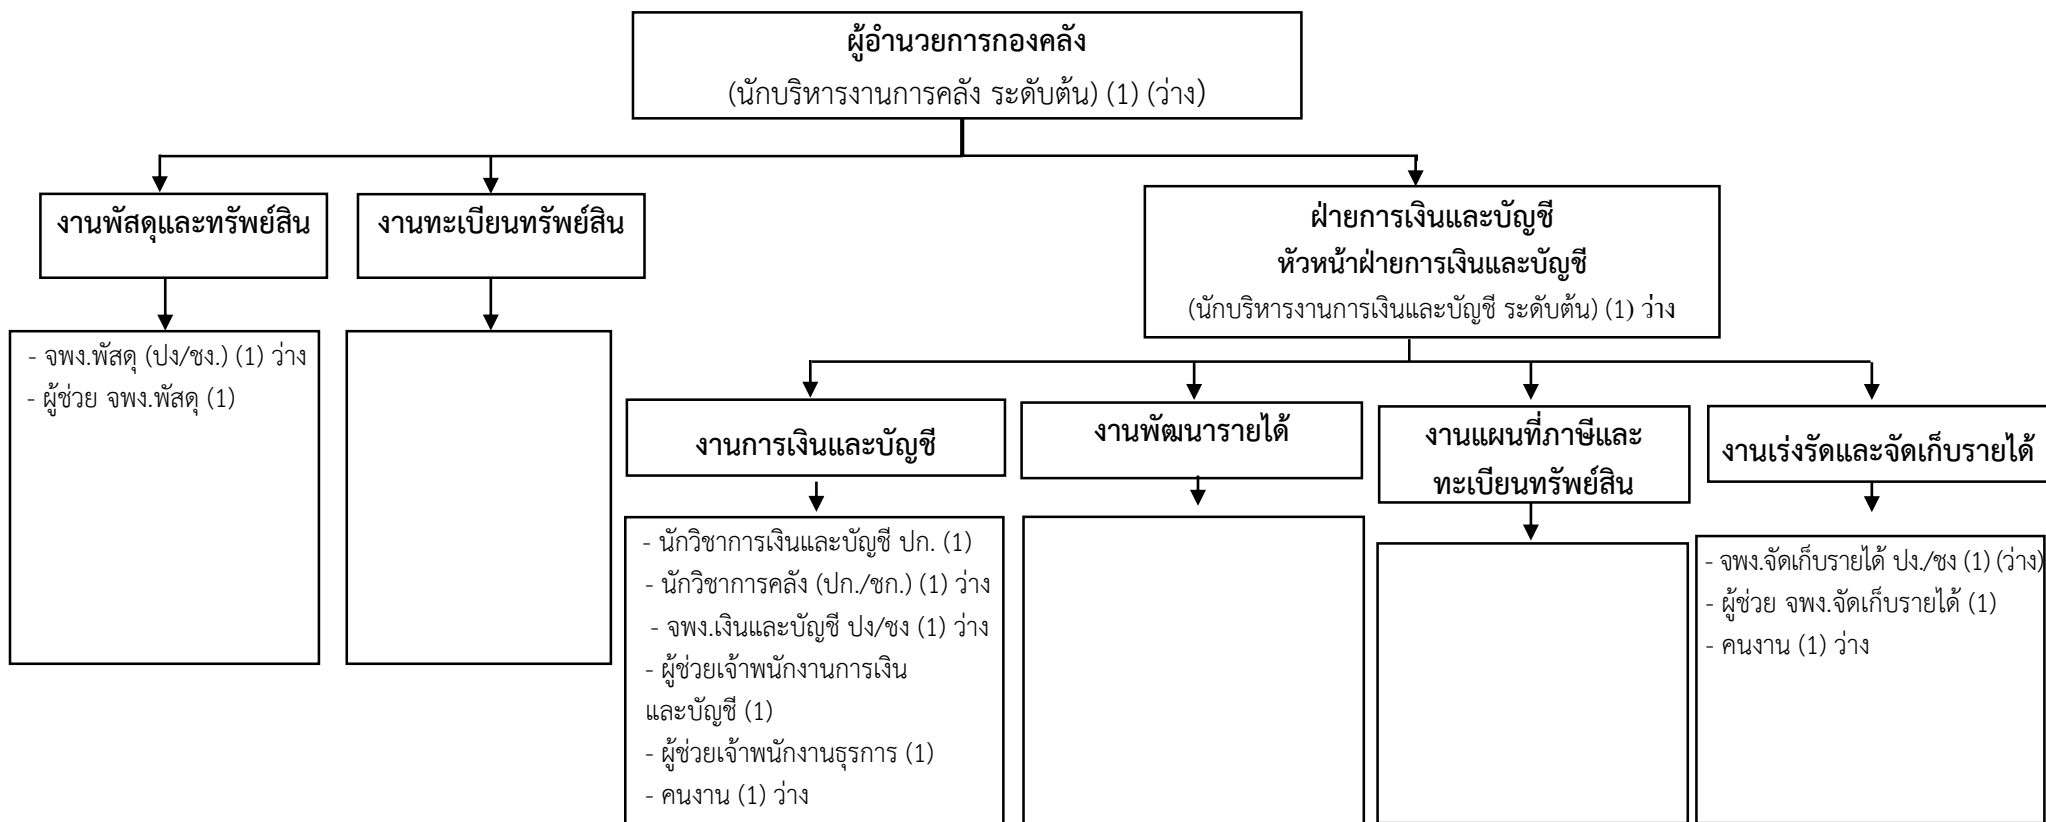 ผู้อำนวยการกองคลัง
(นักบริหารงานการคลัง ระดับต้น) (1) (ว่าง)
งานพัสดุและทรัพย์สิน
งานทะเบียนทรัพย์สิน
ฝ่ายการเงินและบัญชี
หัวหน้าฝ่ายการเงินและบัญชี
(นักบริหารงานการเงินและบัญชี ระดับต้น) (1) ว่าง
- จพง.พัสดุ (ปง/ชง.) (1) ว่าง
- ผู้ช่วย จพง.พัสดุ (1)
งานการเงินและบัญชี
งานพัฒนารายได้
งานแผนที่ภาษีและ
ทะเบียนทรัพย์สิน
งานเร่งรัดและจัดเก็บรายได้
- นักวิชาการเงินและบัญชี ปก. (1)
- นักวิชาการคลัง (ปก./ชก.) (1) ว่าง
- จพง.เงินและบัญชี ปง/ชง (1) ว่าง
- ผู้ช่วยเจ้าพนักงานการเงิน
และบัญชี (1)
- ผู้ช่วยเจ้าพนักงานธุรการ (1)
- คนงาน (1) ว่าง
- จพง.จัดเก็บรายได้ ปง./ชง (1) (ว่าง)
- ผู้ช่วย จพง.จัดเก็บรายได้ (1)
- คนงาน (1) ว่าง